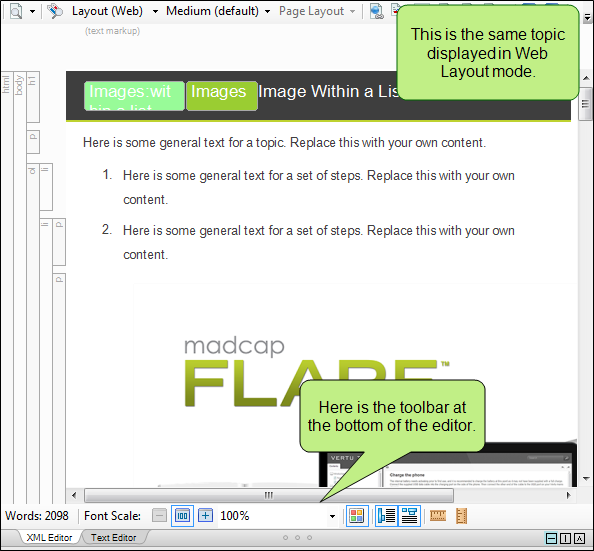 Layout (Web) Medium (default) Page Layout
This is the same topic
displayed in Web
Layout mode.
(text markup)
html
body
h1
Images:wit
hin a list
Images
Image Within a Lis
p
Here is some general text for a topic. Replace this with your own content.
ol
li
1. Here is some general text for a set of steps. Replace this with your own
content.
li
p
2. Here is some general text for a set of steps. Replace this with your own
content.
p
madcap
FLARE™
Here is the toolbar at
the bottom of the editor.
VERTU
Charge the phone
Words: 2098 Font Scale: 100 100%
XML Editor Text Editor